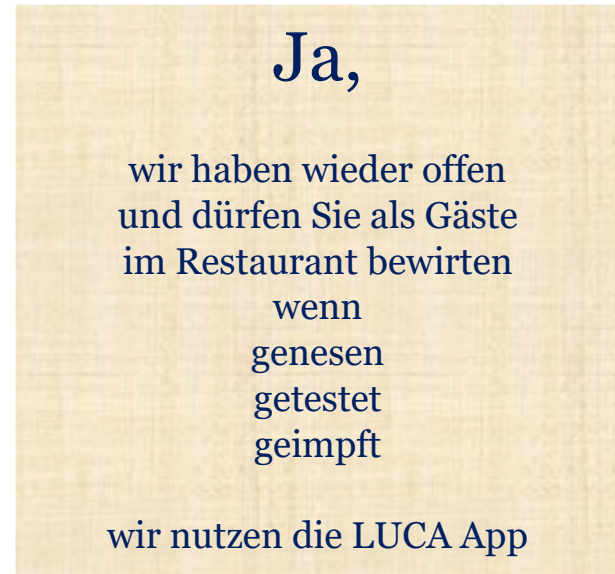 Ja,
wir haben wieder offen
und dürfen Sie als Gäste
im Restaurant bewirten
wenn
genesen
getestet
geimpft
wir nutzen die LUCA App